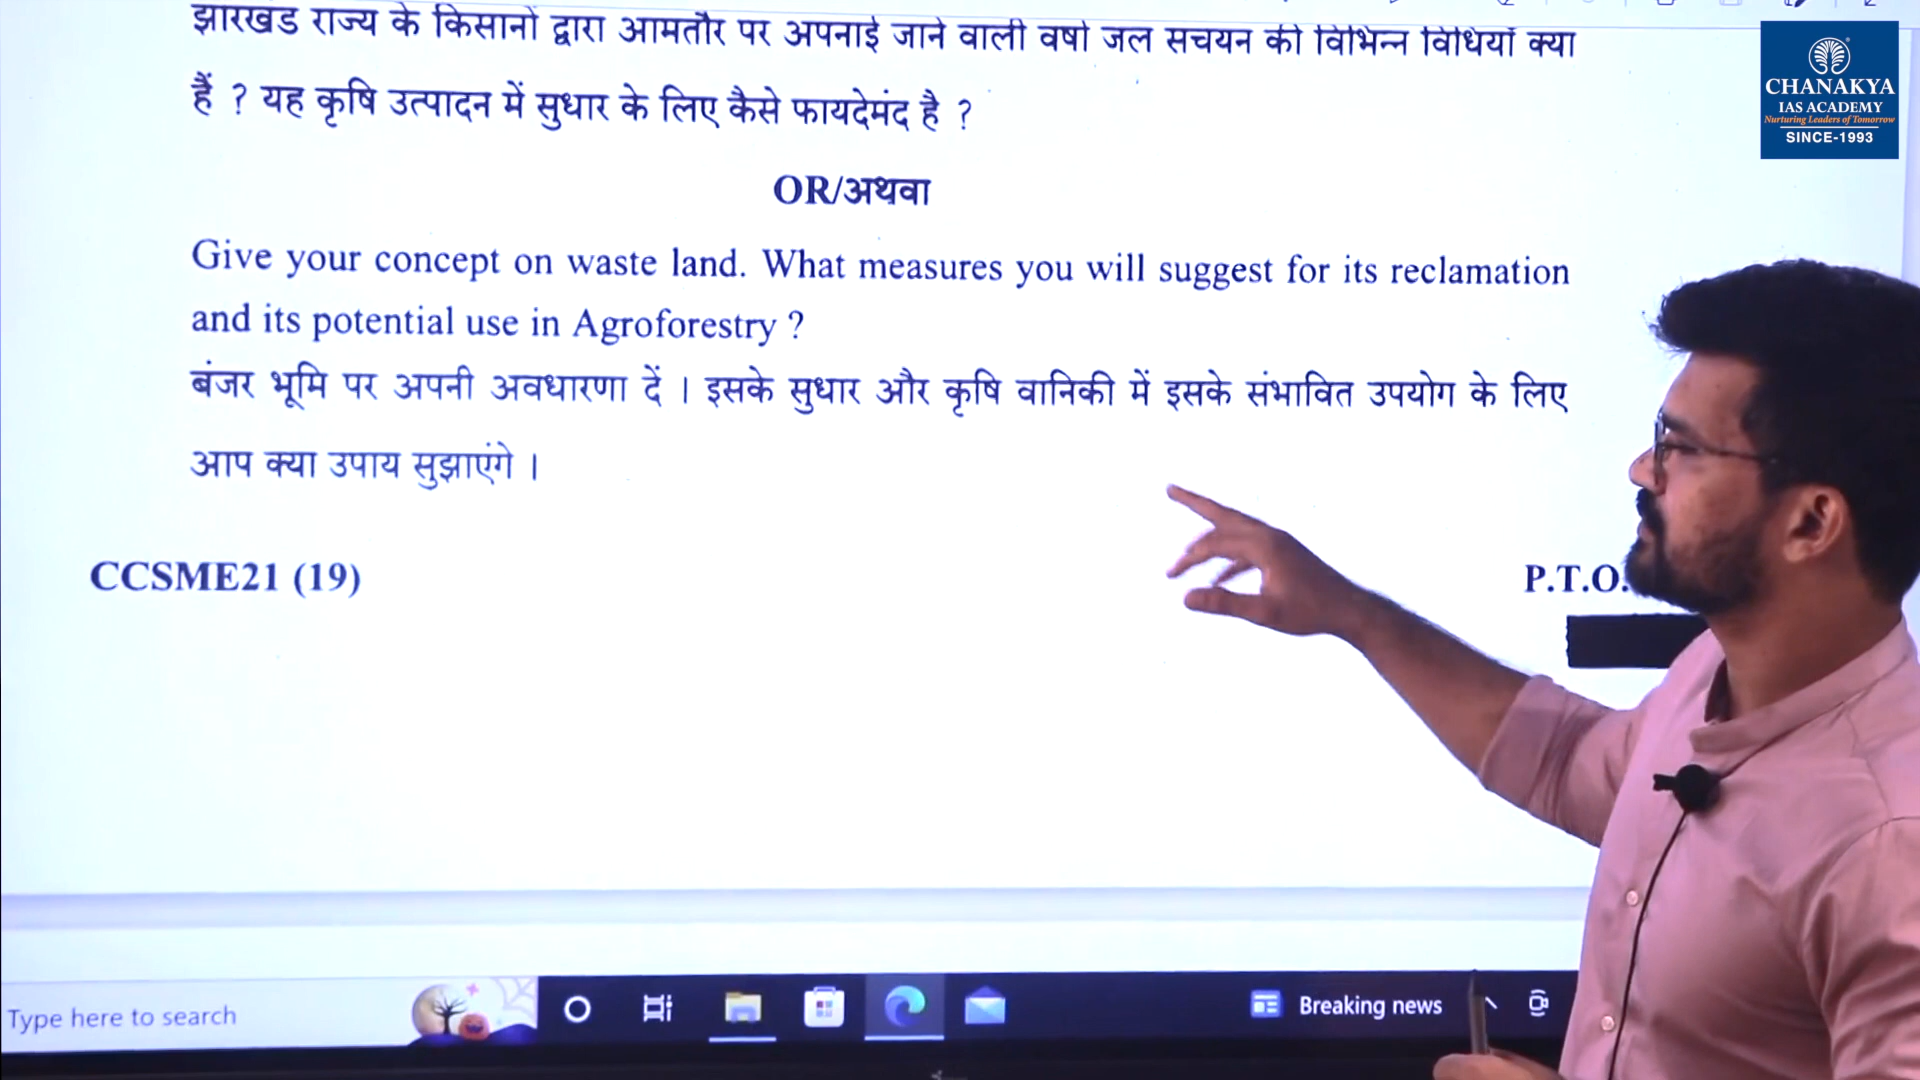 झारखंड राज्य के किसानों द्वारा आमतौर पर अपनाई जाने वाली वर्षा जल संचयन की विभिन्न विधियाँ क्या
हैं ? यह कृषि उत्पादन में सुधार के लिए कैसे फायदेमंद है ?
OR/अथवा
Give your concept on waste land. What measures you will suggest for its reclamation
and its potential use in Agroforestry ?
बंजर भूमि पर अपनी अवधारणा दें । इसके सुधार और कृषि वानिकी में इसके संभावित उपयोग के लिए
आप क्या उपाय सुझाएंगे ।
CCSME21 (19)
P.T.O.
CHANAKYA
IAS ACADEMY
Nurturing Leaders of Tomorrow
SINCE-1993
Type here to search
Breaking news